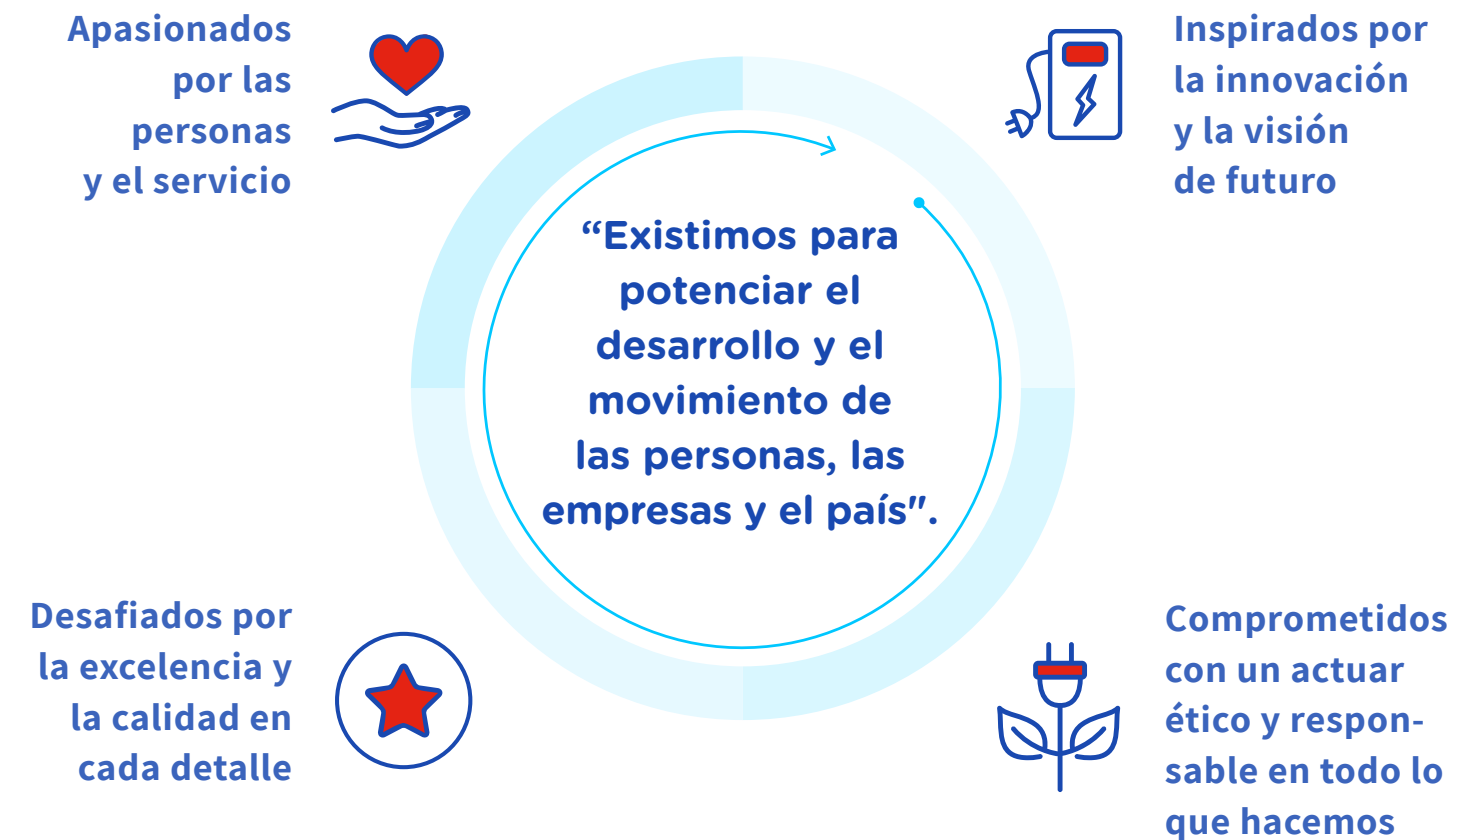 Apasionados
por las
personas
y el servicio
Inspirados por
la innovación
y la visión
de futuro
“Existimos para
potenciar el
desarrollo y el
movimiento de
las personas, las
empresas y el país".
Desafiados por
la excelencia y
la calidad en
cada detalle
Comprometidos
con un actuar
ético y respon-
sable en todo lo
que hacemos